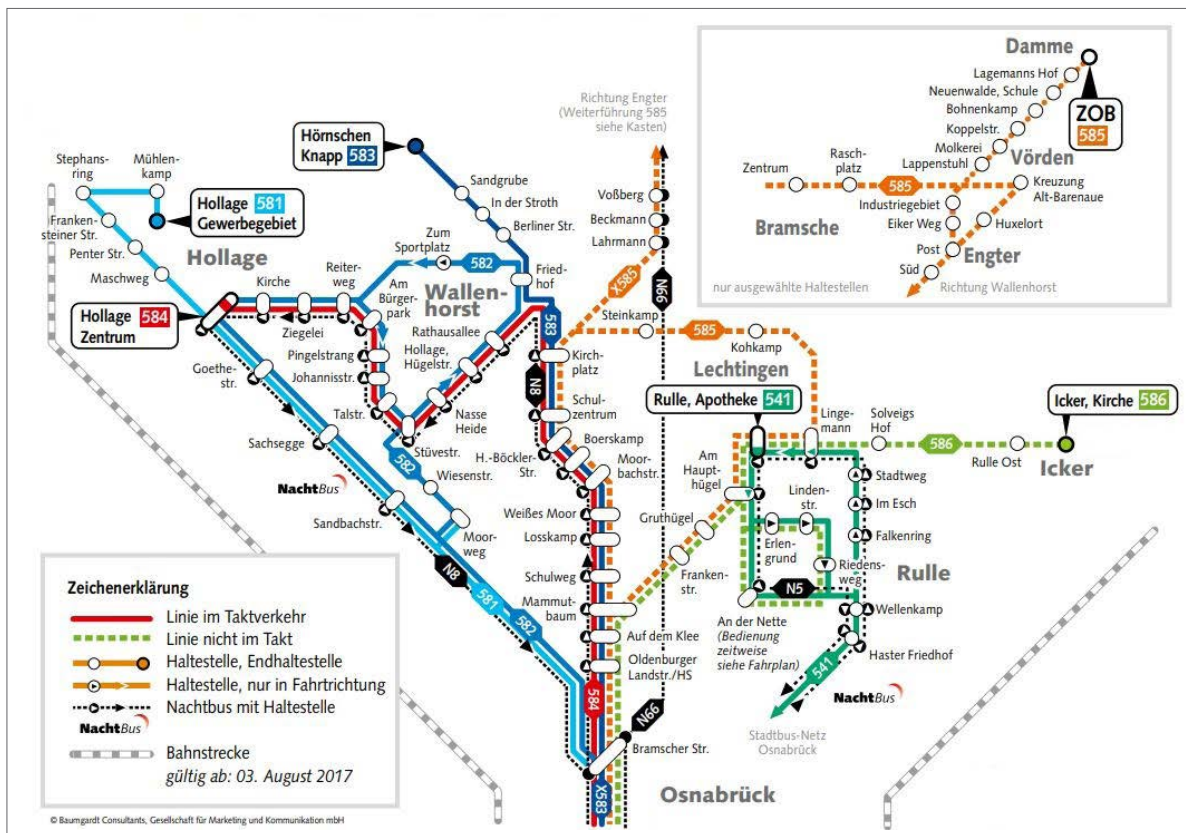 Damme
Lagemanns Hof
Neuenwalde, Schule
Bohnenkamp
Koppelstr.
Molkerei
Lappenstuhl
ZOB
585
Vörden
Zentrum
Rasch-
platz
585
Kreuzung
Alt-Barenaue
Industriegebiet
Eiker Weg
Huxelort
Bramsche
Post
Engter
Süd
nur ausgewählte Haltestellen
Richtung Wallenhorst
Richtung Engter
(Weiterführung 585
siehe Kasten)
Hörnschen
Knapp 583
Stephans-
ring
Mühlen-
kamp
Hollage 581
Gewerbegebiet
Franken-
steiner Str.
Penter Str.
Maschweg
Hollage
Sandgrube
In der Stroth
Berliner Str.
Voßberg
Beckmann
Lahrmann
Zum
Sportplatz
582
Fried-
hof
Kirche
Reiter-
weg
Am
Bürger-
park
Wallen-
horst
X585
N66
Hollage 584
Zentrum
Ziegelei
Rathausallee
583
Steinkamp
585
Kohkamp
Pingelstrang
Hollage,
Hügelstr.
Kirch-
platz
Lechtingen
Goethe-
str.
Johannisstr.
N8
Rulle, Apotheke 541
Icker, Kirche 586
Talstr.
Nasse
Heide
Schul-
zentrum
Linge-
mann
Solveigs
Hof
Sachsegge
Stüvestr.
Boerskamp
586
Rulle Ost
Icker
582
H.-Böckler-
Str.
Moor-
bachstr.
Am
Haupt-
hügel
Wiesenstr.
Stadtweg
NachtBus
Linden-
str.
Im Esch
Sandbachstr.
Weißes Moor
Gruthügel
Moor-
weg
Losskamp
Erlen-
grund
Falkenring
N8
581
582
Schulweg
Franken-
str.
Riedens-
weg
Rulle
N5
Mammut-
baum
Wellenkamp
An der Nette
(Bedienung
zeitweise
siehe Fahrplan)
Auf dem Klee
Haster Friedhof
Oldenburger
Landstr./HS
541
NachtBus
584
N66
Stadtbus-Netz
Osnabrück
Bramscher Str.
X583
Osnabrück
Zeichenerklärung
Linie im Taktverkehr
Linie nicht im Takt
Haltestelle, Endhaltestelle
Haltestelle, nur in Fahrtrichtung
Nachtbus mit Haltestelle
NachtBus
Bahnstrecke
gültig ab: 03. August 2017
© Baumgardt Consultants, Gesellschaft für Marketing und Kommunikation mbH